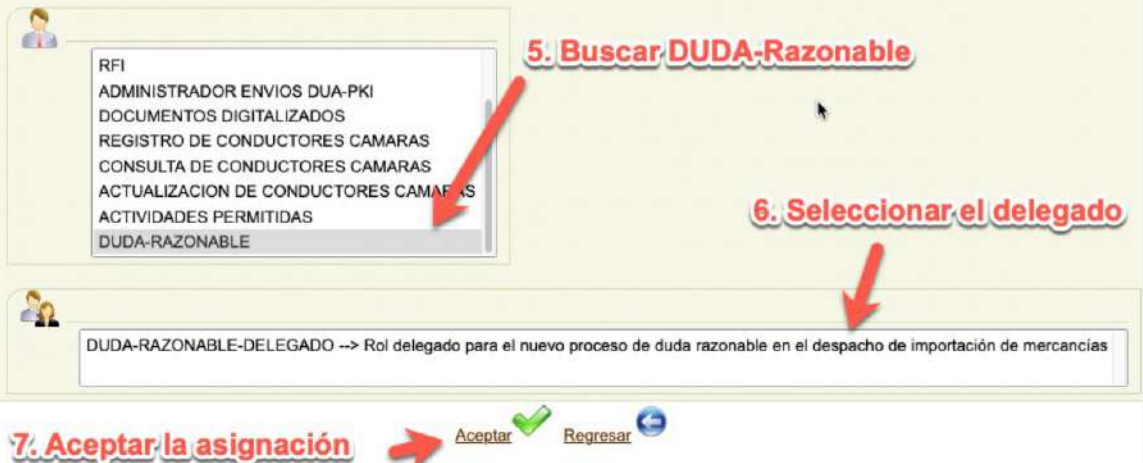 5. Buscar DUDA-Razonable
RFI
ADMINISTRADOR ENVIOS DUA-PKI
DOCUMENTOS DIGITALIZADOS
REGISTRO DE CONDUCTORES CAMARAS
CONSULTA DE CONDUCTORES CAMARAS
ACTUALIZACION DE CONDUCTORES CAMARAS
ACTIVIDADES PERMITIDAS
DUDA-RAZONABLE
6. Seleccionar el delegado
DUDA-RAZONABLE-DELEGADO --> Rol delegado para el nuevo proceso de duda razonable en el despacho de importación de mercancías
7. Aceptar la asignación
Aceptar Regresar